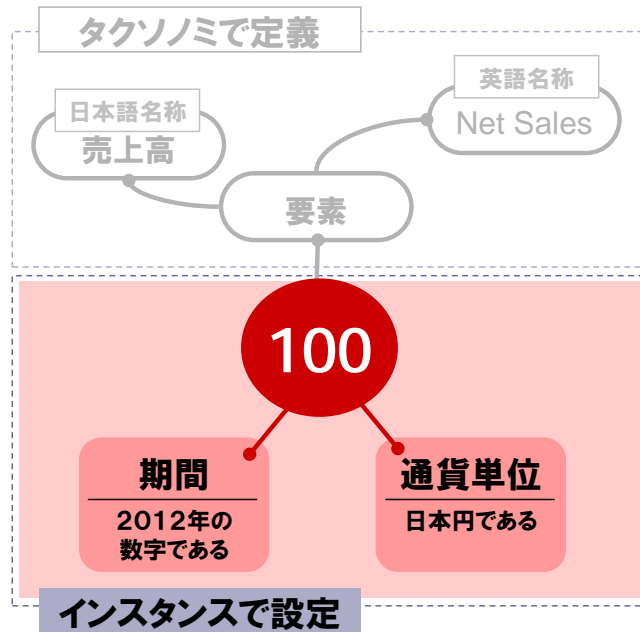 タクソノミで定義
英語名称
Net Sales
日本語名称
売上高
要素
100
期間
2012年の
数字である
通貨単位
日本円である
インスタンスで設定